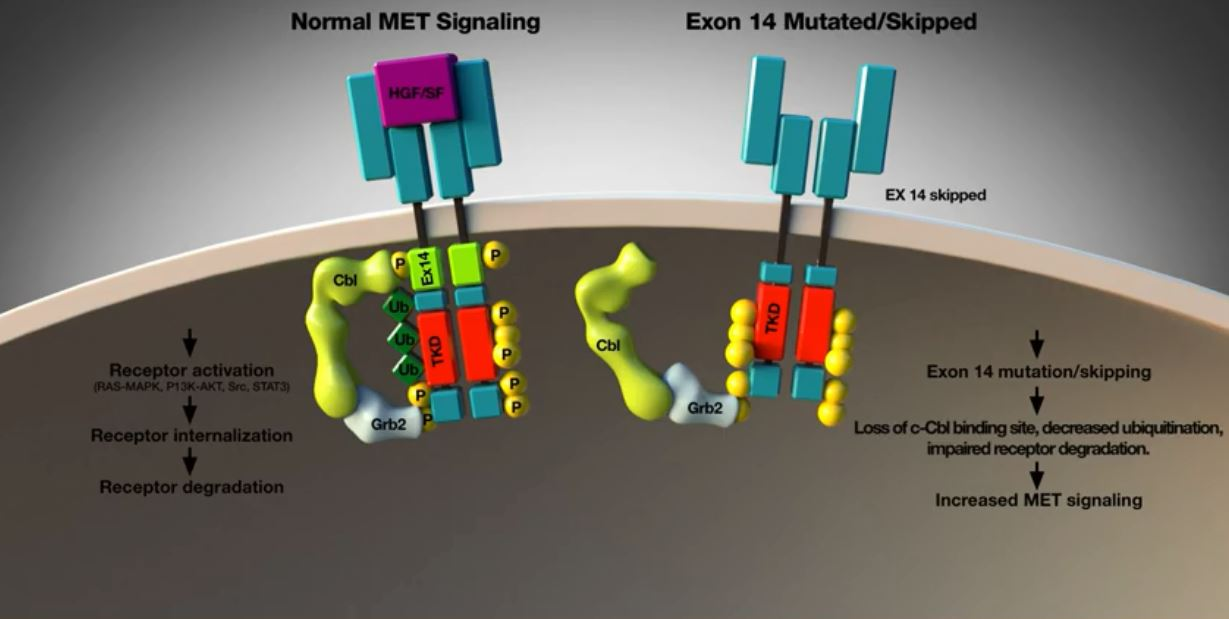 Normal MET Signaling
Exon 14 Mutated/Skipped
HGF/SF
EX 14 skipped
P
Ex14
P
Cbl
Ub
P
Ub
TKD
P
Ub
P
P
P
P
Grb2
Receptor activation
(RAS-MAPK, P13K-AKT, Src, STAT3)
Receptor internalization
Receptor degradation
TKD
Cbl
Grb2
Exon 14 mutation/skipping
Loss of c-Cbl binding site, decreased ubiquitination,
impaired receptor degradation.
Increased MET signaling